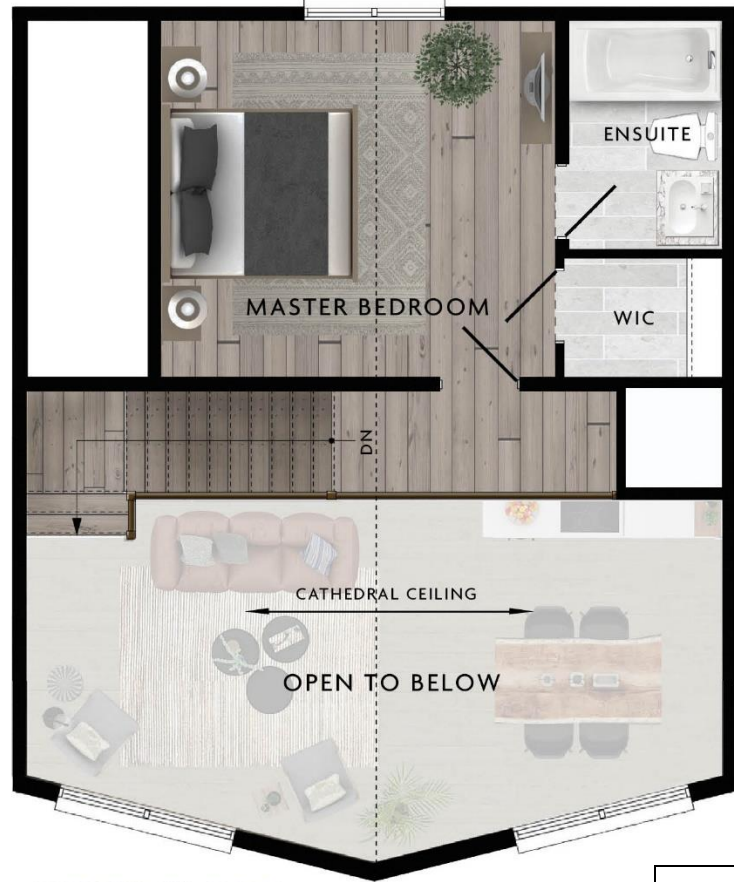 ENSUITE
MASTER BEDROOM
WIC
DN
CATHEDRAL CEILING
OPEN TO BELOW